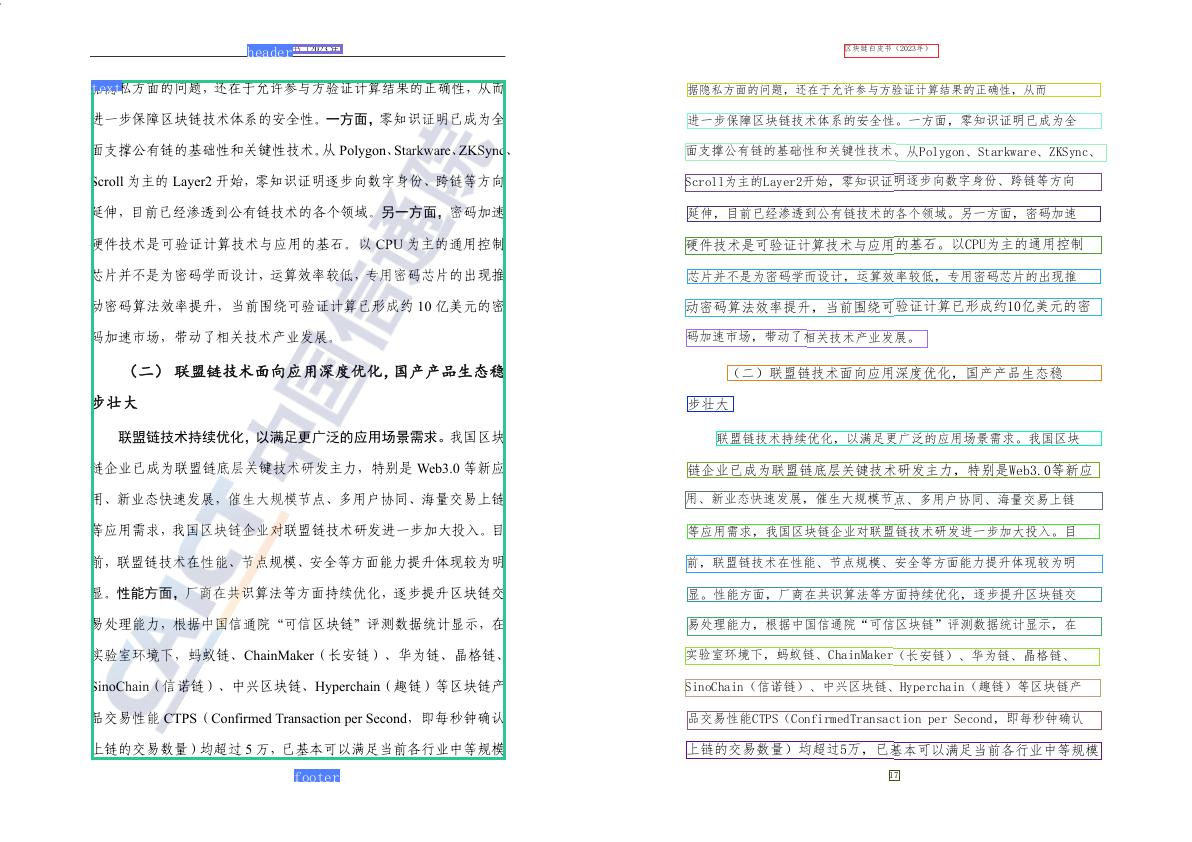 header
text
据隐私方面的问题，还在于允许参与方验证计算结果的正确性，从而
进一步保障区块链技术体系的安全性。一方面，零知识证明已成为全
面支撑公有链的基础性和关键性技术。从 Polygon、Starkware、ZKSync、
Scroll 为主的 Layer2 开始，零知识证明逐步向数字身份、跨链等方向
延伸，目前已经渗透到公有链技术的各个领域。另一方面，密码加速
硬件技术是可验证计算技术与应用的基石。以 CPU 为主的通用控制
芯片并不是为密码学而设计，运算效率较低，专用密码芯片的出现推
动密码算法效率提升，当前围绕可验证计算已形成约 10 亿美元的密
码加速市场，带动了相关技术产业发展。
（二） 联盟链技术面向应用深度优化，国产产品生态稳
步壮大
联盟链技术持续优化，以满足更广泛的应用场景需求。我国区块
链企业已成为联盟链底层关键技术研发主力，特别是 Web3.0 等新应
用、新业态快速发展，催生大规模节点、多用户协同、海量交易上链
等应用需求，我国区块链企业对联盟链技术研发进一步加大投入。目
前，联盟链技术在性能、节点规模、安全等方面能力提升体现较为明
显。性能方面，厂商在共识算法等方面持续优化，逐步提升区块链交
易处理能力，根据中国信通院“可信区块链”评测数据统计显示，在
实验室环境下，蚂蚁链、ChainMaker（长安链）、华为链、晶格链、
SinoChain（信诺链）、中兴区块链、Hyperchain（趣链）等区块链产
品交易性能 CTPS（Confirmed Transaction per Second，即每秒钟确认
上链的交易数量）均超过 5 万，已基本可以满足当前各行业中等规模
footer
CAICT 中国信通院
区块链白皮书（2023年）
据隐私方面的问题，还在于允许参与方验证计算结果的正确性，从而
进一步保障区块链技术体系的安全性。一方面，零知识证明已成为全
面支撑公有链的基础性和关键性技术。从Polygon、Starkware、ZKSync、
Scroll为主的Layer2开始，零知识证明逐步向数字身份、跨链等方向
延伸，目前已经渗透到公有链技术的各个领域。另一方面，密码加速
硬件技术是可验证计算技术与应用的基石。以CPU为主的通用控制
芯片并不是为密码学而设计，运算效率较低，专用密码芯片的出现推
动密码算法效率提升，当前围绕可验证计算已形成约10亿美元的密
码加速市场，带动了相关技术产业发展。
（二）联盟链技术面向应用深度优化，国产产品生态稳
步壮大
联盟链技术持续优化，以满足更广泛的应用场景需求。我国区块
链企业已成为联盟链底层关键技术研发主力，特别是Web3.0等新应
用、新业态快速发展，催生大规模节点、多用户协同、海量交易上链
等应用需求，我国区块链企业对联盟链技术研发进一步加大投入。目
前，联盟链技术在性能、节点规模、安全等方面能力提升体现较为明
显。性能方面，厂商在共识算法等方面持续优化，逐步提升区块链交
易处理能力，根据中国信通院“可信区块链”评测数据统计显示，在
实验室环境下，蚂蚁链、ChainMaker（长安链）、华为链、晶格链、
SinoChain（信诺链）、中兴区块链、Hyperchain（趣链）等区块链产
品交易性能CTPS（ConfirmedTransaction per Second，即每秒钟确认
上链的交易数量）均超过5万，已基本可以满足当前各行业中等规模
17